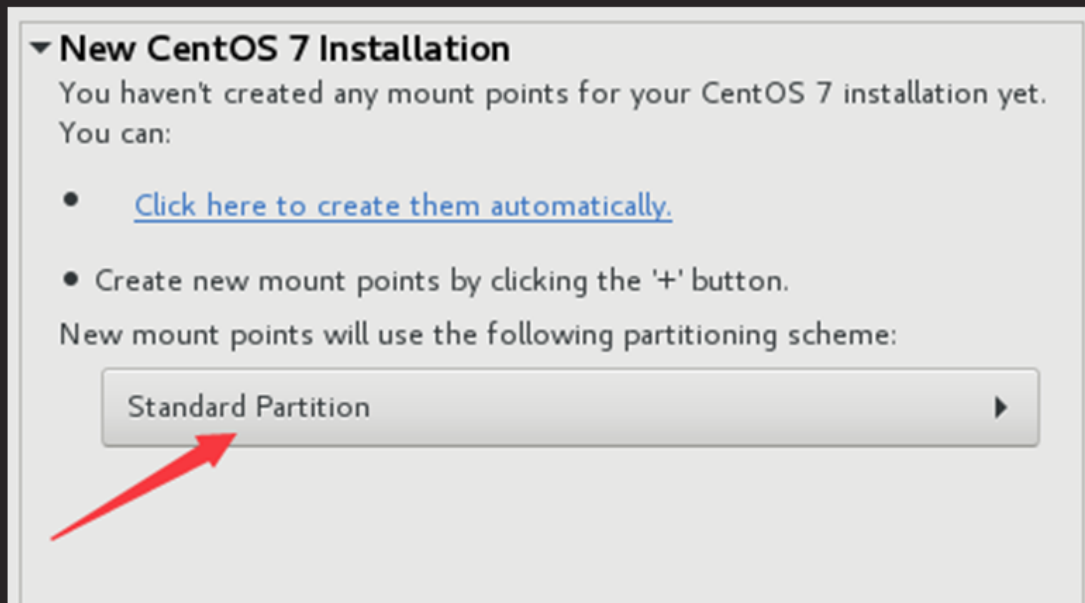 New CentOS 7 Installation
You haven't created any mount points for your CentOS 7 installation yet.
You can:
Click here to create them automatically.
Create new mount points by clicking the '+' button.
New mount points will use the following partitioning scheme:
Standard Partition